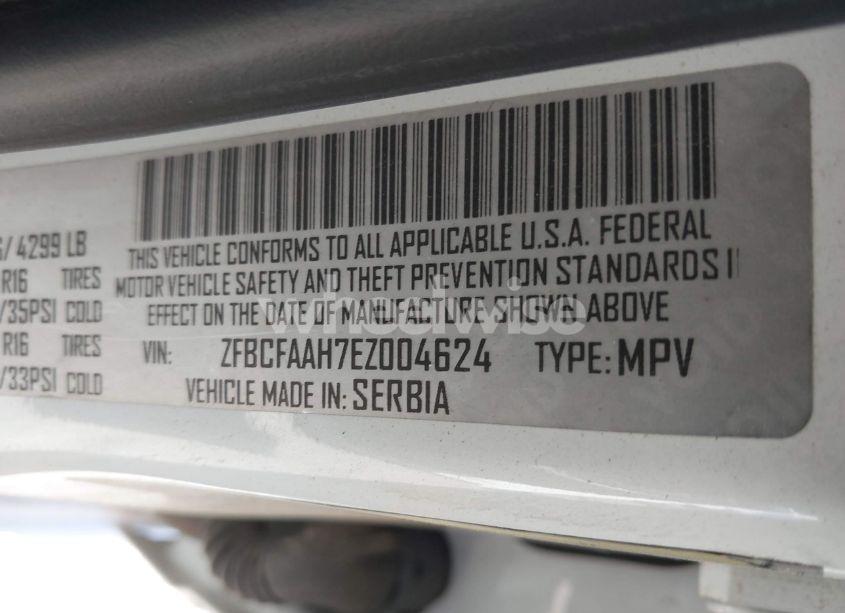 G/ 4299 LB
R16 TIRES
/35PSI COLD
R16 TIRES
/33PSI COLD
THIS VEHICLE CONFORMS TO ALL APPLICABLE U.S.A. FEDERAL
MOTOR VEHICLE SAFETY AND THEFT PREVENTION STANDARDS I
EFFECT ON THE DATE OF MANUFACTURE SHOWN ABOVE
VIN: ZFBCFAAH7EZ004624 TYPE: MPV
VEHICLE MADE IN: SERBIA
wheelwise